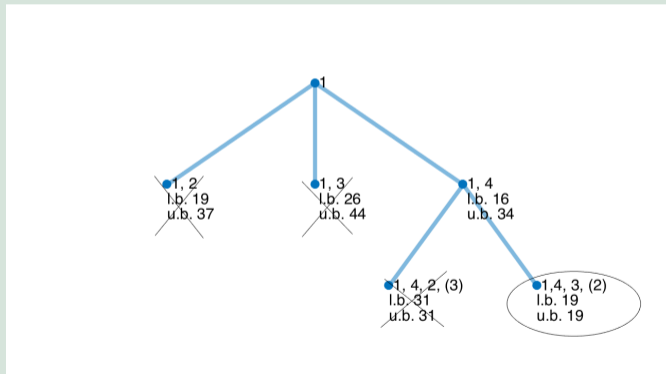 1
1, 2
l.b. 19
u.b. 37
1, 3
l.b. 26
u.b. 44
1, 4
l.b. 16
u.b. 34
1, 4, 2, (3)
l.b. 31
u.b. 31
1,4, 3, (2)
l.b. 19
u.b. 19